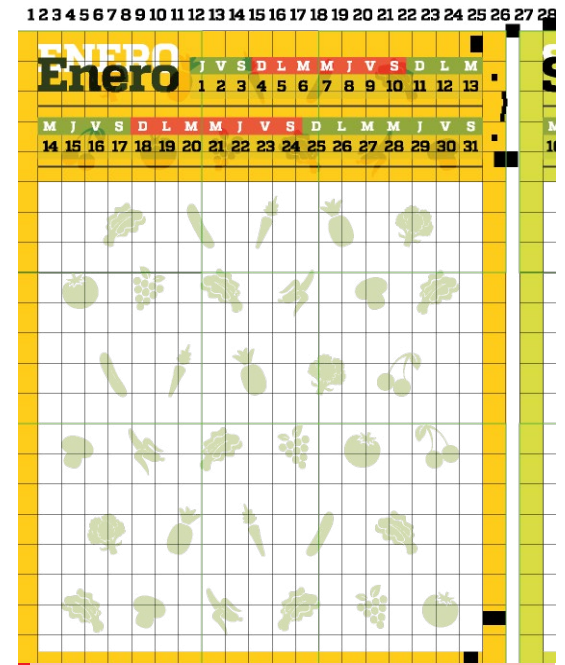 1 2 3 4 5 6 7 8 9 10 11 12 13 14 15 16 17 18 19 20 21 22 23 24 25 26 27 28
ENERO
Enero
J V S D L M M J V S D L M
1 2 3 4 5 6 7 8 9 10 11 12 13
M J V S D L M M J V S D L M M J V S
14 15 16 17 18 19 20 21 22 23 24 25 26 27 28 29 30 31